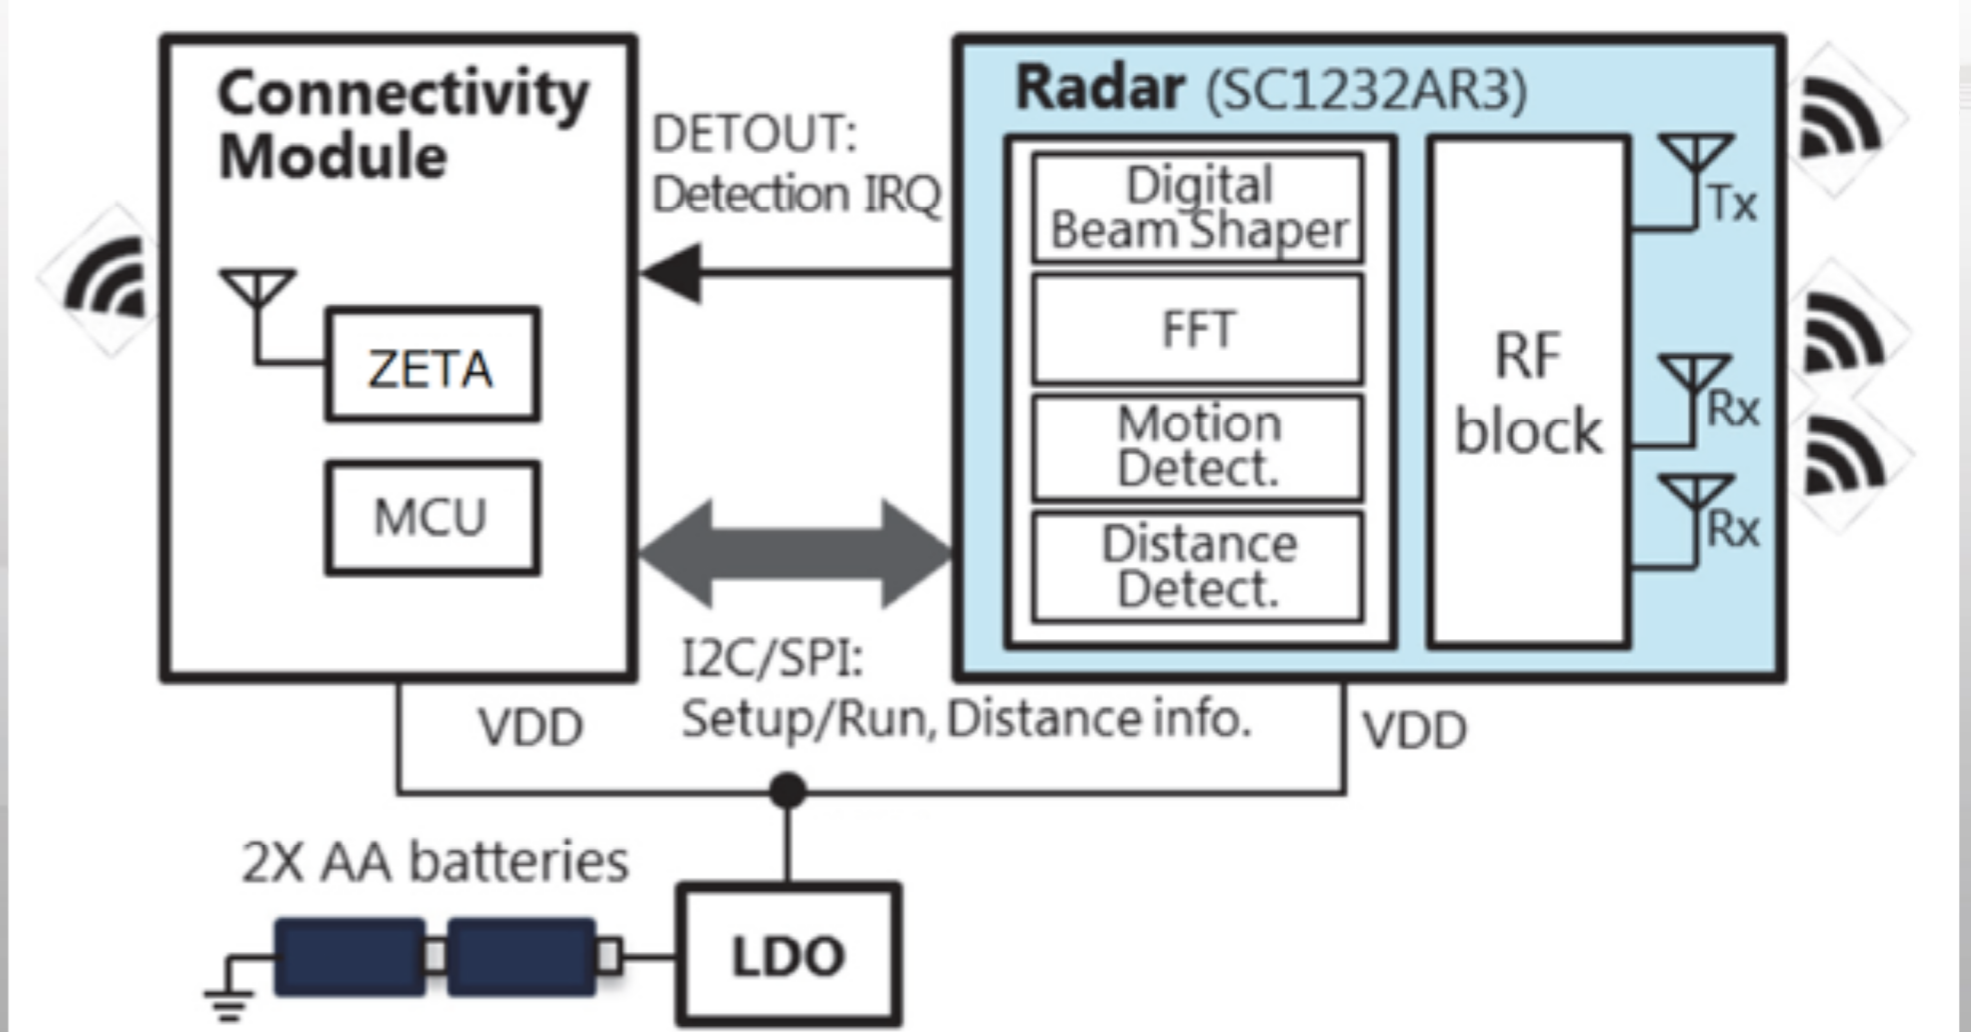 Connectivity
Module
ZETA
MCU
DETOUT:
Detection IRQ
I2C/SPI:
Setup/Run, Distance info.
Radar (SC1232AR3)
Digital
Beam Shaper
FFT
Motion
Detect.
Distance
Detect.
RF
block
Tx
Rx
Rx
VDD
VDD
2X AA batteries
LDO